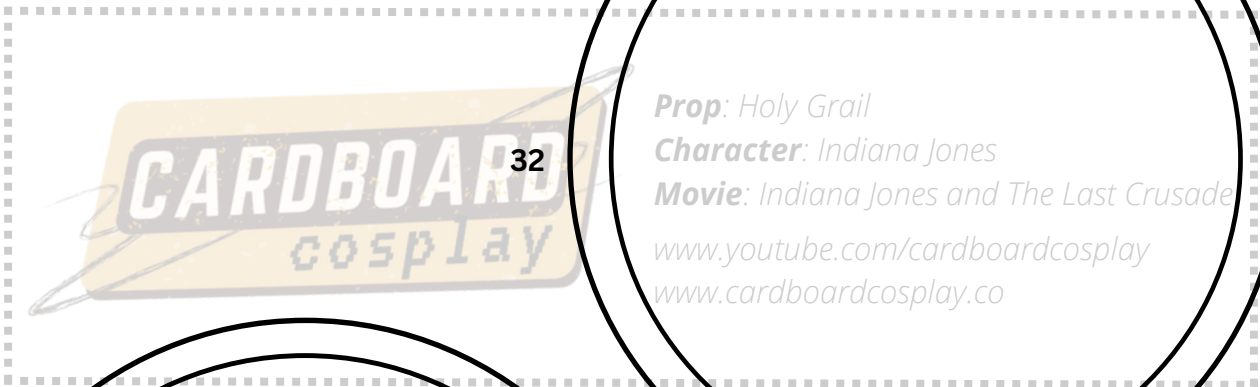 CARDBOARD
cosplay
32
Prop: Holy Grail
Character: Indiana Jones
Movie: Indiana Jones and The Last Crusade
www.youtube.com/cardboardcosplay
www.cardboardcosplay.co